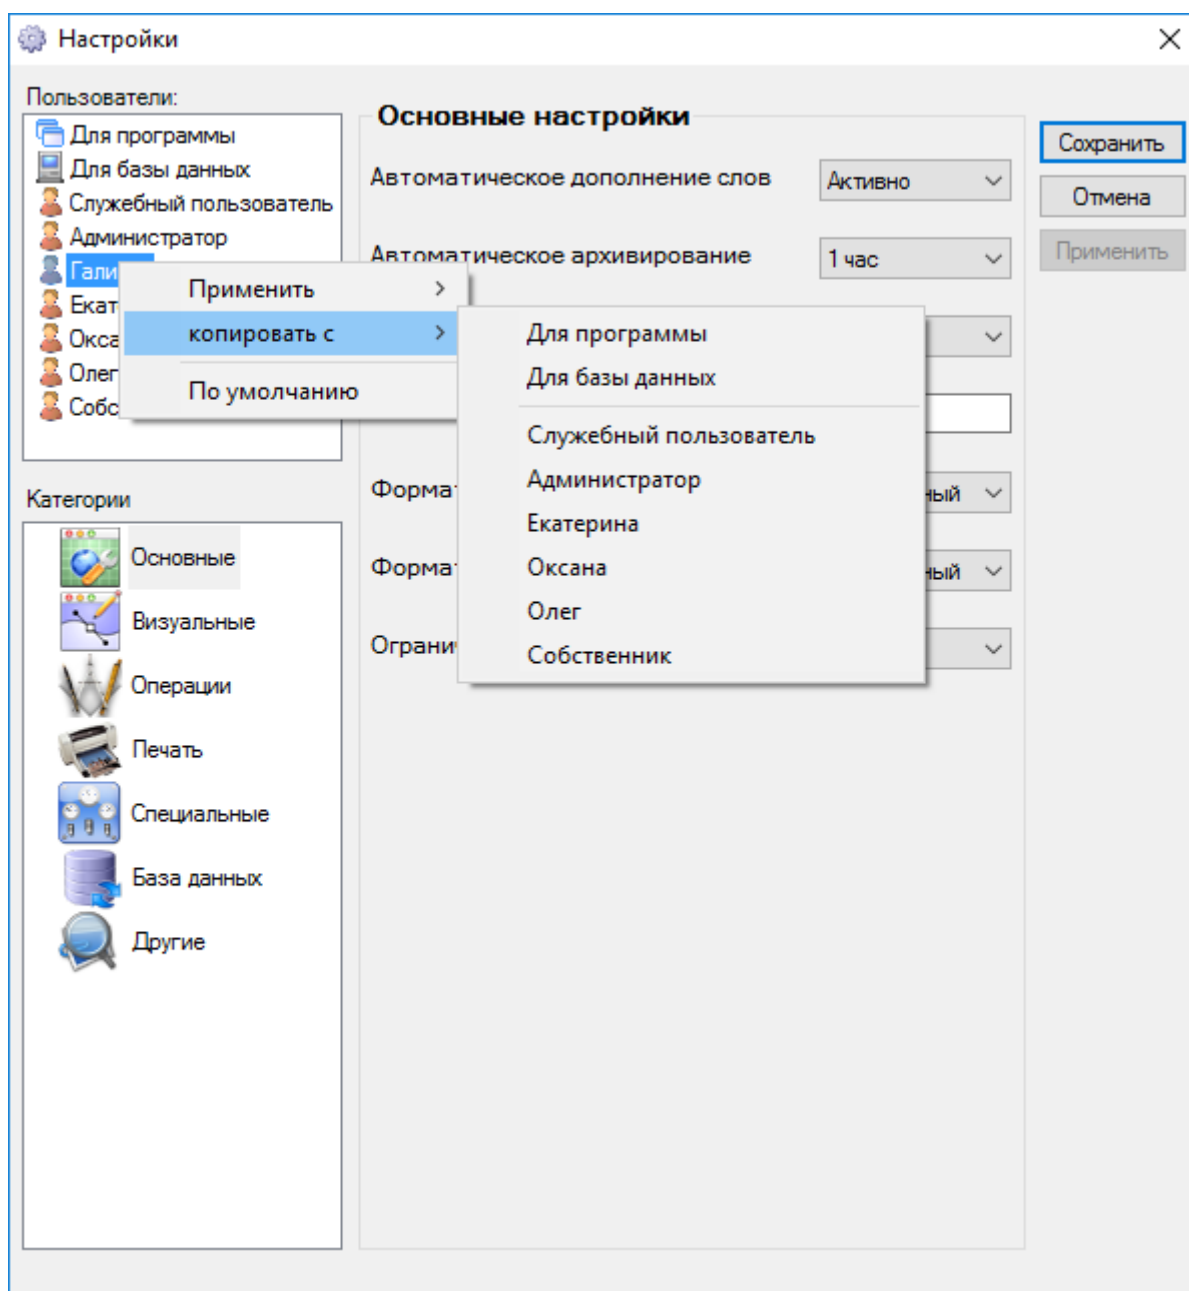 Настройки
Пользователи:
Для программы
Для базы данных
Служебный пользователь
Администратор
Применить
копировать с
По умолчанию
Для программы
Для базы данных
Служебный пользователь
Администратор
Екатерина
Оксана
Олег
Собственник
Категории
Основные
Визуальные
Операции
Печать
Специальные
База данных
Другие
Основные настройки
Автоматическое дополнение слов Активно
Автоматическое архивирование 1 час
Сохранить
Отмена
Применить